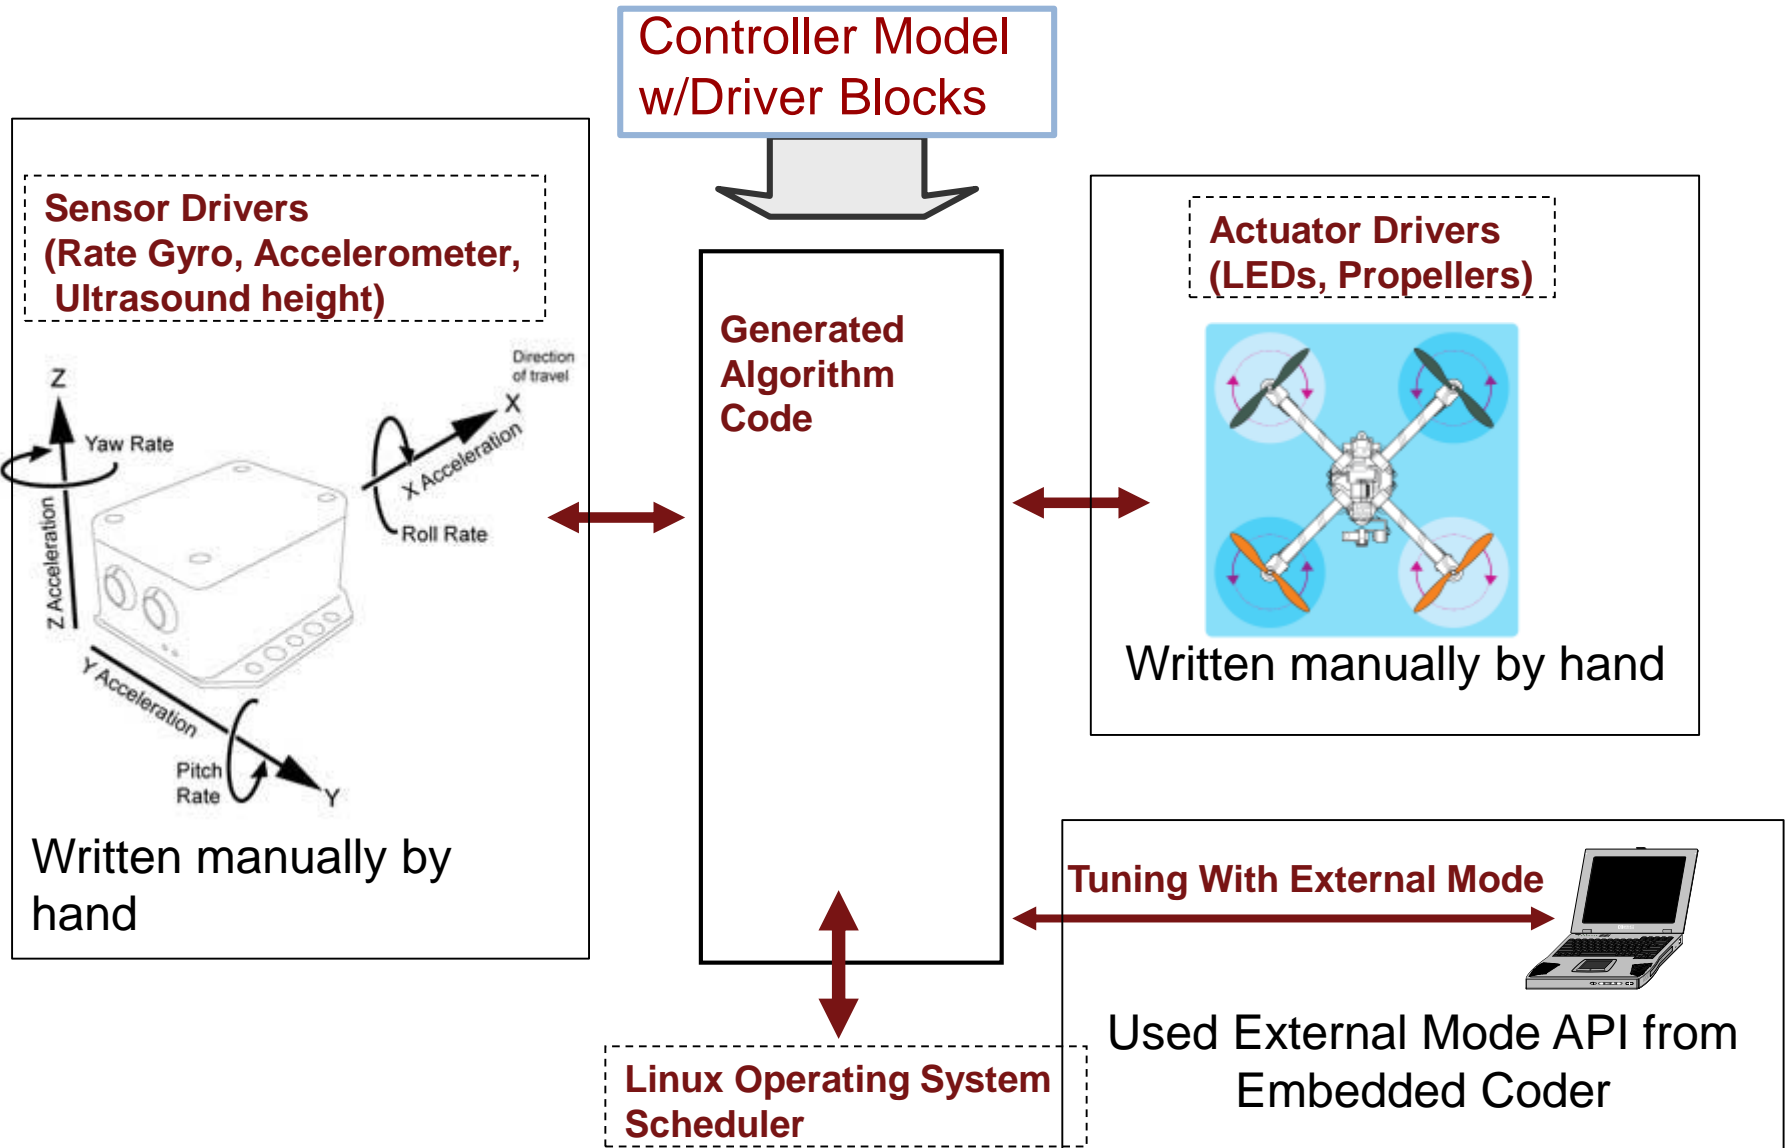 Controller Model
w/Driver Blocks
Sensor Drivers
(Rate Gyro, Accelerometer,
Ultrasound height)
Z
Yaw Rate
Z Acceleration
Direction
of travel
X
X Acceleration
Roll Rate
Y Acceleration
Pitch
Rate
Y
Written manually by
hand
Generated
Algorithm
Code
Actuator Drivers
(LEDs, Propellers)
Written manually by hand
Tuning With External Mode
Used External Mode API from
Embedded Coder
Linux Operating System
Scheduler